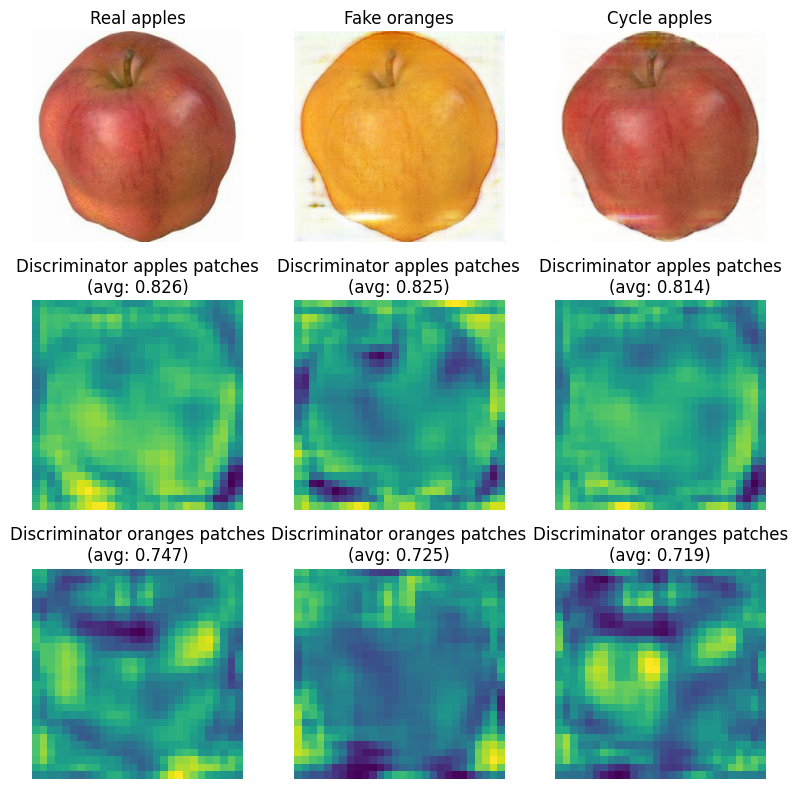 Real apples
Fake oranges
Cycle apples
Discriminator apples patches
(avg: 0.826)
Discriminator apples patches
(avg: 0.825)
Discriminator apples patches
(avg: 0.814)
Discriminator oranges patches
(avg: 0.747)
Discriminator oranges patches
(avg: 0.725)
Discriminator oranges patches
(avg: 0.719)